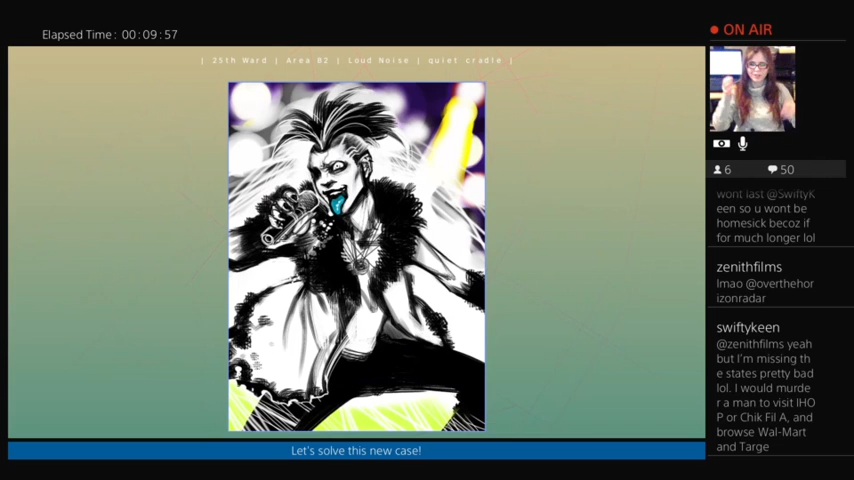 Elapsed Time: 00:09:57
ON AIR
| 25th Ward | Area 82 | Loud Noise | quiet cradle |
6
50
wont last @SwiftyK
een so u wont be
homesick becoz if
for much longer lol
zenithfilms
lmao @overthehor
izonradar
swiftykeen
@zenithfilms yeah
but I'm missing th
e states pretty bad
lol. I would murde
r a man to visit IHO
P or Chik Fil A, and
browse Wal-Mart
and Targe
Let's solve this new case!